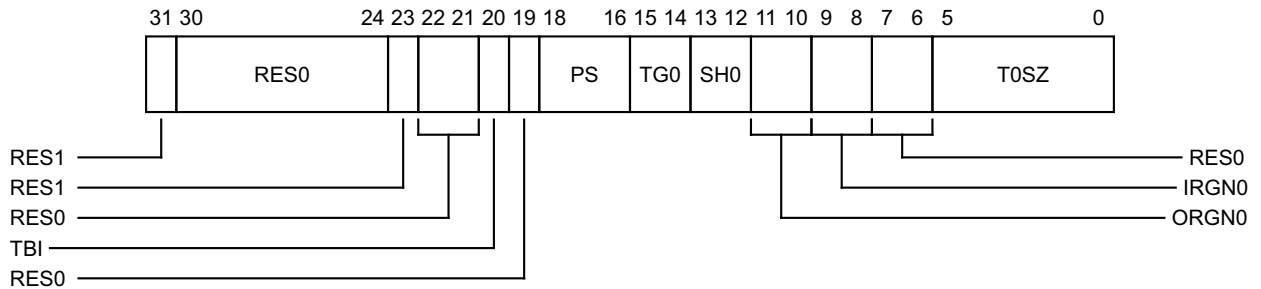 31 30 24 23 22 21 20 19 18 16 15 14 13 12 11 10 9 8 7 6 5 0
RES0 PS TG0 SH0 T0SZ
RES1 RES0
RES1 IRGN0
RES0 ORGN0
TBI
RES0